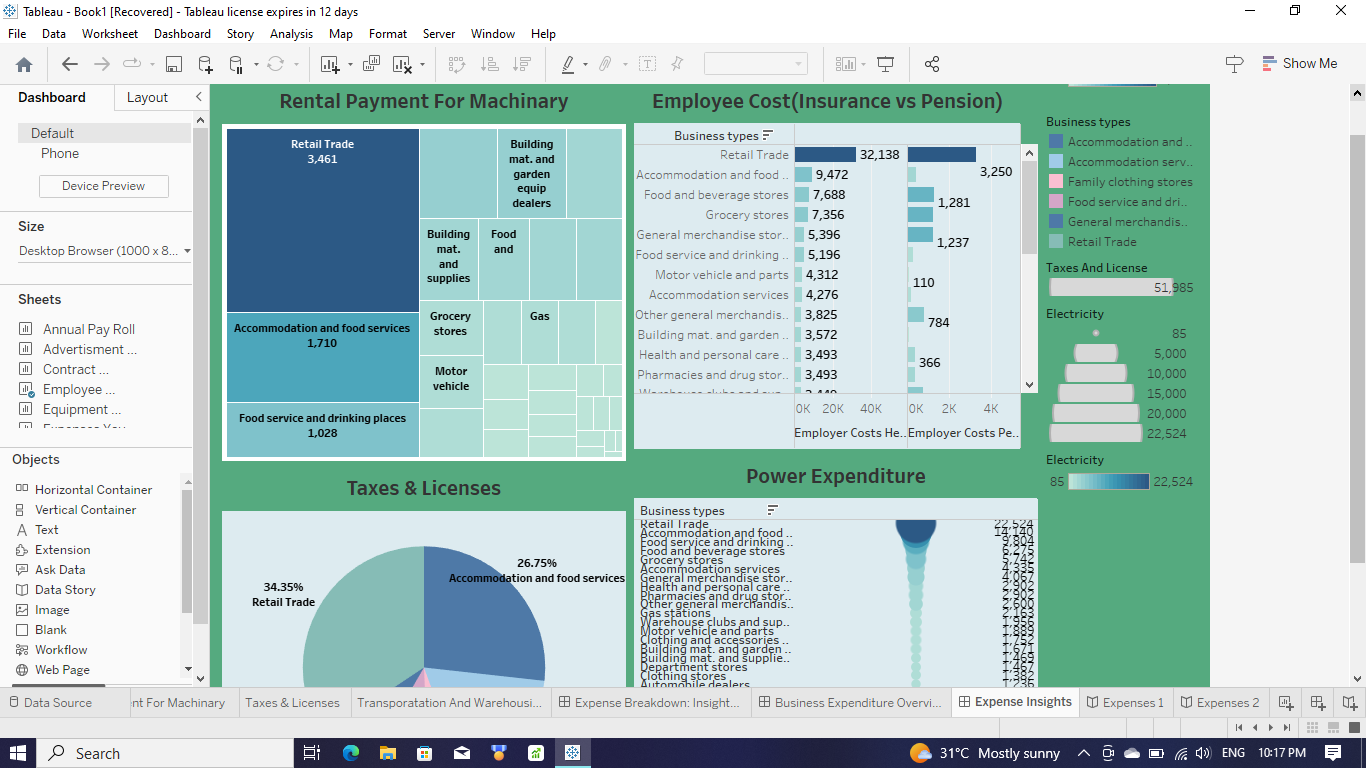 Tableau - Book1 [Recovered] - Tableau license expires in 12 days
File Data Worksheet Dashboard Story Analysis Map Format Server Window Help
Show Me
Dashboard Layout
Default
Phone
Device Preview
Size
Desktop Browser (1000 x 8...
Sheets
Annual Pay Roll
Advertisment ...
Contract ...
Employee ...
Equipment ...
Objects
Horizontal Container
Vertical Container
Text
Extension
Ask Data
Data Story
Image
Blank
Workflow
Web Page
Rental Payment For Machinary
Retail Trade
3,461
Accommodation and food services
1,710
Food service and drinking places
1,028
Building
mat. and
garden
equip
dealers
Building
mat.
and
supplies
Food
and
Grocery
stores
Gas
Motor
vehicle
Employee Cost(Insurance vs Pension)
Business types
Retail Trade 32,138
Accommodation and food .. 9,472 3,250
Food and beverage stores 7,688 1,281
Grocery stores 7,356
General merchandise stor.. 5,396 1,237
Food service and drinking .. 5,196
Motor vehicle and parts 4,312 110
Accommodation services 4,276
Other general merchandis.. 3,825 784
Building mat. and garden .. 3,572
Health and personal care .. 3,493 366
Pharmacies and drug stor.. 3,493
0K 20K 40K 0K 2K 4K
Employer Costs He.. Employer Costs Pe..
Business types
Accommodation and ..
Accommodation serv..
Family clothing stores
Food service and dri..
General merchandis..
Retail Trade
Taxes And License
51,985
Electricity
85
5,000
10,000
15,000
20,000
22,524
Electricity
85 22,524
Taxes & Licenses
34.35%
Retail Trade
26.75%
Accommodation and food services
Power Expenditure
Business types
Retail Trade 22,524
Accommodation and food .. 14,140
Food service and drinking .. 9,804
Food and beverage stores 6,275
Grocery stores 5,742
Accommodation services 4,335
General merchandise stor.. 4,067
Health and personal care .. 2,902
Pharmacies and drug stor.. 2,902
Other general merchandis.. 2,600
Gas stations 2,163
Warehouse clubs and sup.. 1,956
Motor vehicle and parts 1,889
Clothing and accessories .. 1,752
Building mat. and garden .. 1,671
Building mat. and supplie.. 1,469
Department stores 1,467
Clothing stores 1,382
Automobile dealers 1,236
Data Source nt For Machinary Taxes & Licenses Transporatation And Warehousi... Expense Breakdown: Insight... Business Expenditure Overvi... Expense Insights Expenses 1 Expenses 2
Search
31°C Mostly sunny
ENG 10:17 PM